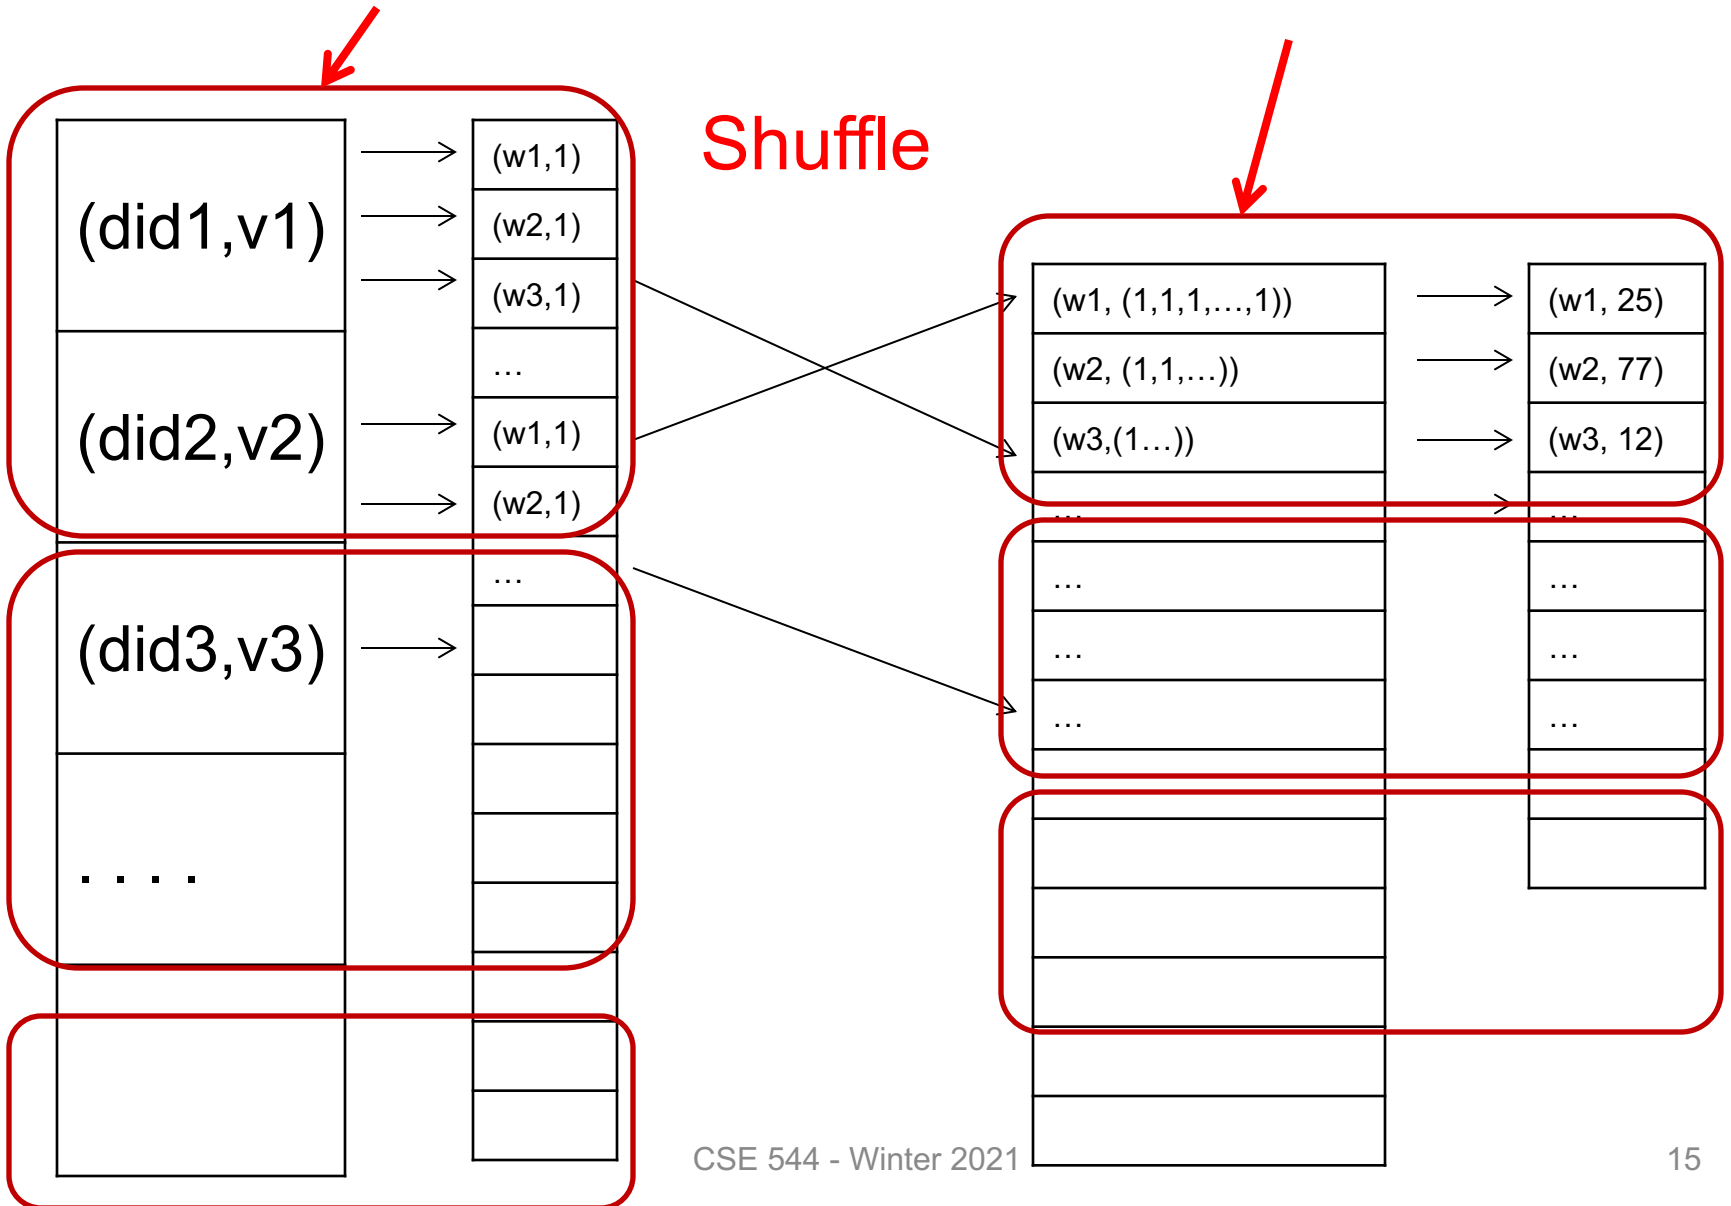 Shuffle
(did1,v1)
(did2,v2)
(did3,v3)
. . . .
(w1,1)
(w2,1)
(w3,1)
…
(w1,1)
(w2,1)
…
(w1, (1,1,1,…,1))
(w2, (1,1,…))
(w3,(1…))
…
…
…
…
(w1, 25)
(w2, 77)
(w3, 12)
…
…
…
…
CSE 544 - Winter 2021
15